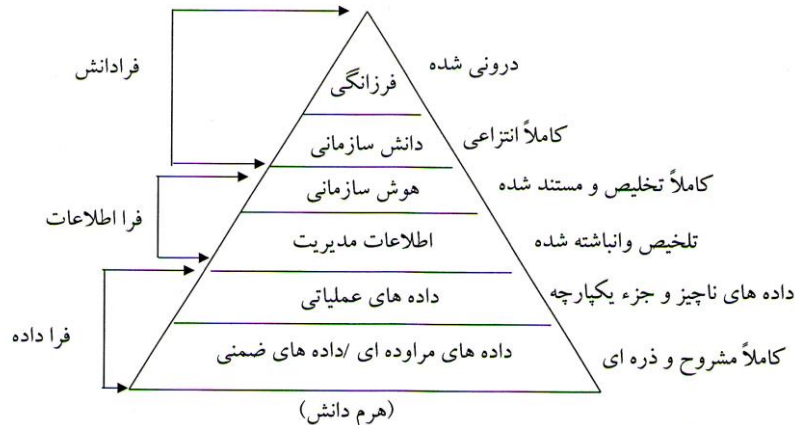 درونی شده
فرادانش
فرزانگی
کاملاً انتزاعی
دانش سازمانی
کاملاً تخلیص و مستند شده
هوش سازمانی
فرا اطلاعات
تلخیص وانباشته شده
اطلاعات مدیریت
داده های ناچیز و جزء یکپارچه
داده های عملیاتی
فرا داده
کاملاً مشروح و ذره ای
داده های مراوده ای /داده های ضمنی
(هرم دانش)